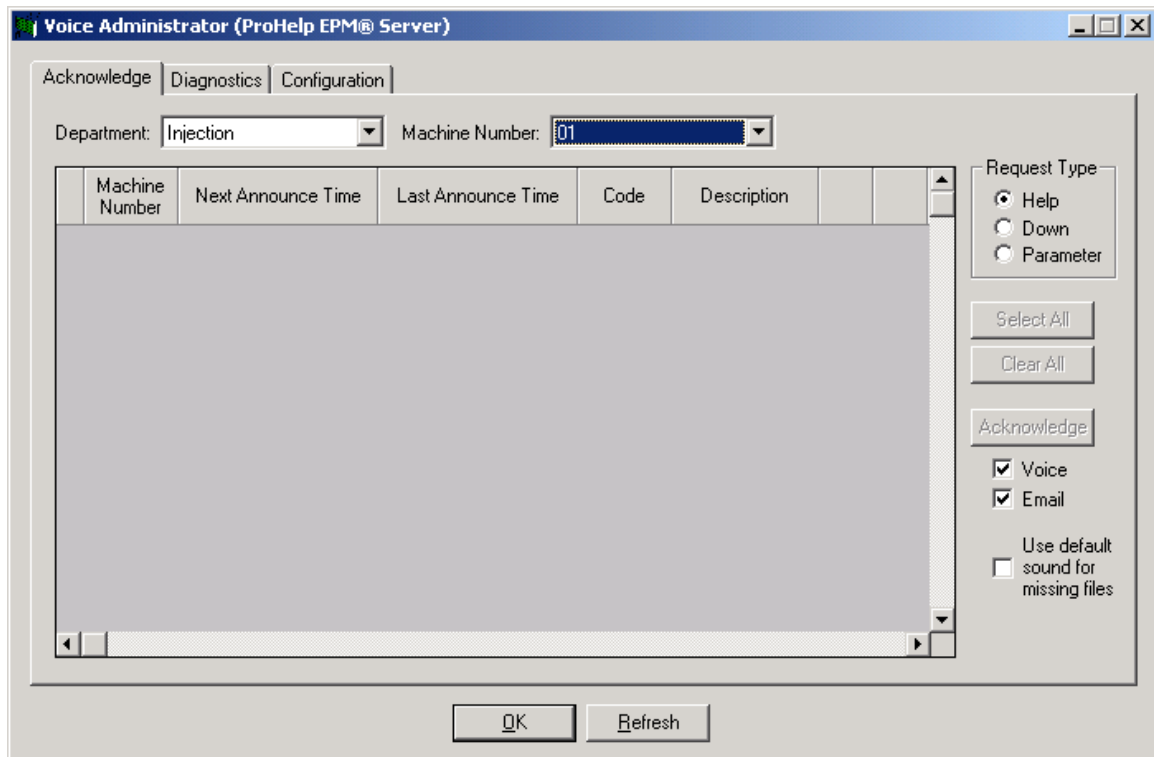 Voice Administrator (ProHelp EPM® Server)
Acknowledge Diagnostics Configuration
Department: Injection Machine Number: 01
Machine Number Next Announce Time Last Announce Time Code Description
Request Type
Help
Down
Parameter
Select All
Clear All
Acknowledge
Voice
Email
Use default
sound for
missing files
OK Refresh